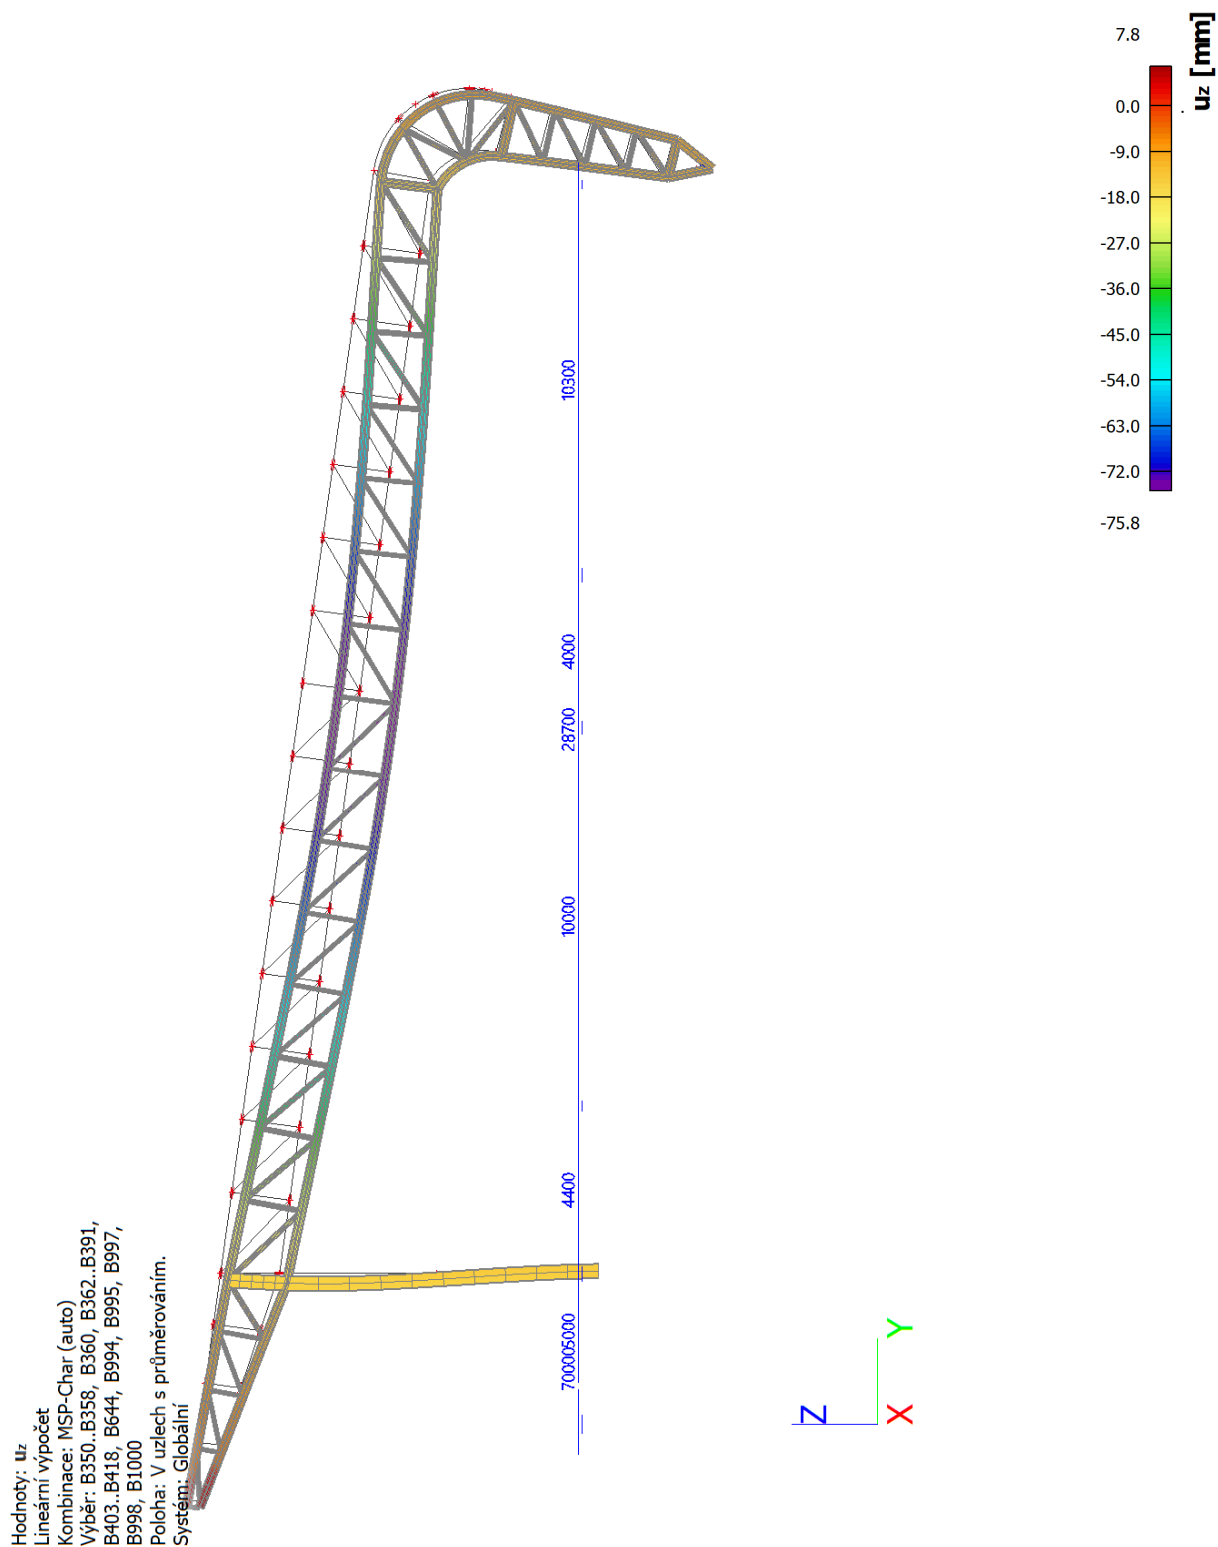 Hodnoty: uz
Lineární výpočet
Kombinace: MSP-Char (auto)
Výběr: B350..B358, B360, B362..B391,
B403..B418, B644, B994, B995, B997,
B998, B1000
Poloha: V uzlech s průměrováním.
Systém: Globální
700005000
4400
10000
28700
4000
10300
Z
Y
X
uz [mm]
7.8
0.0
-9.0
-18.0
-27.0
-36.0
-45.0
-54.0
-63.0
-72.0
-75.8